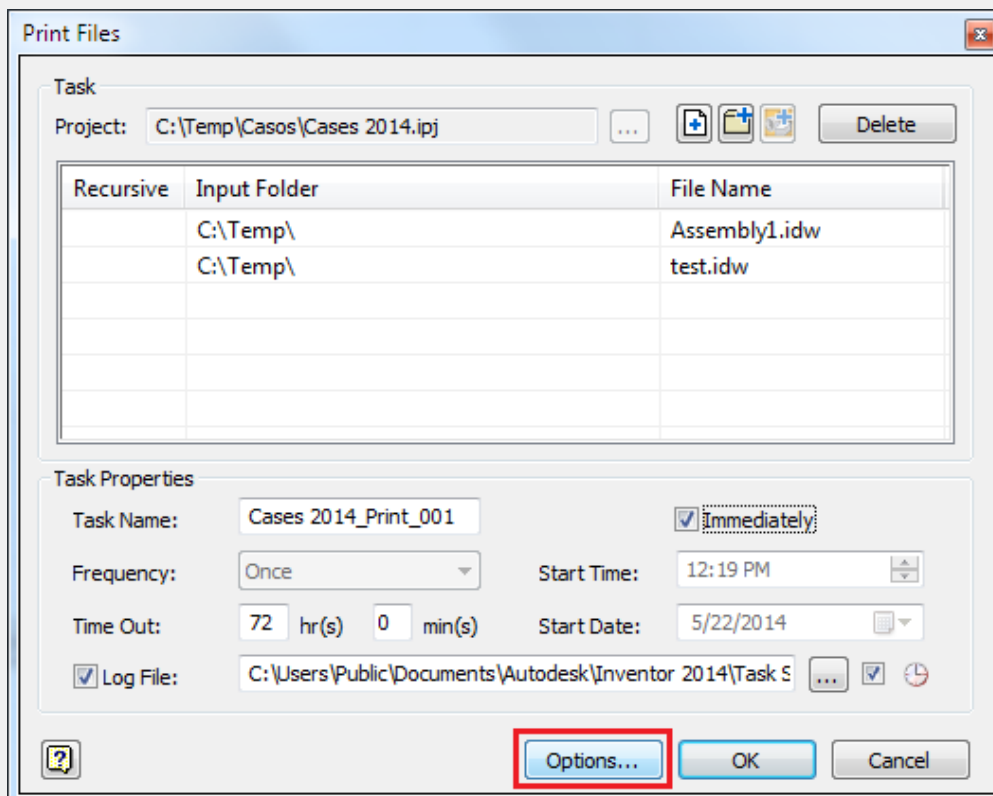 Print Files
Task
Project: C:\Temp\Casos\Cases 2014.ipj ... Delete
Recursive Input Folder File Name
C:\Temp\ Assembly1.idw
C:\Temp\ test.idw
Task Properties
Task Name: Cases 2014_Print_001 Immediately
Frequency: Once Start Time: 12:19 PM
Time Out: 72 hr(s) 0 min(s) Start Date: 5/22/2014
Log File: C:\Users\Public\Documents\Autodesk\Inventor 2014\Task S ...
? Options... OK Cancel